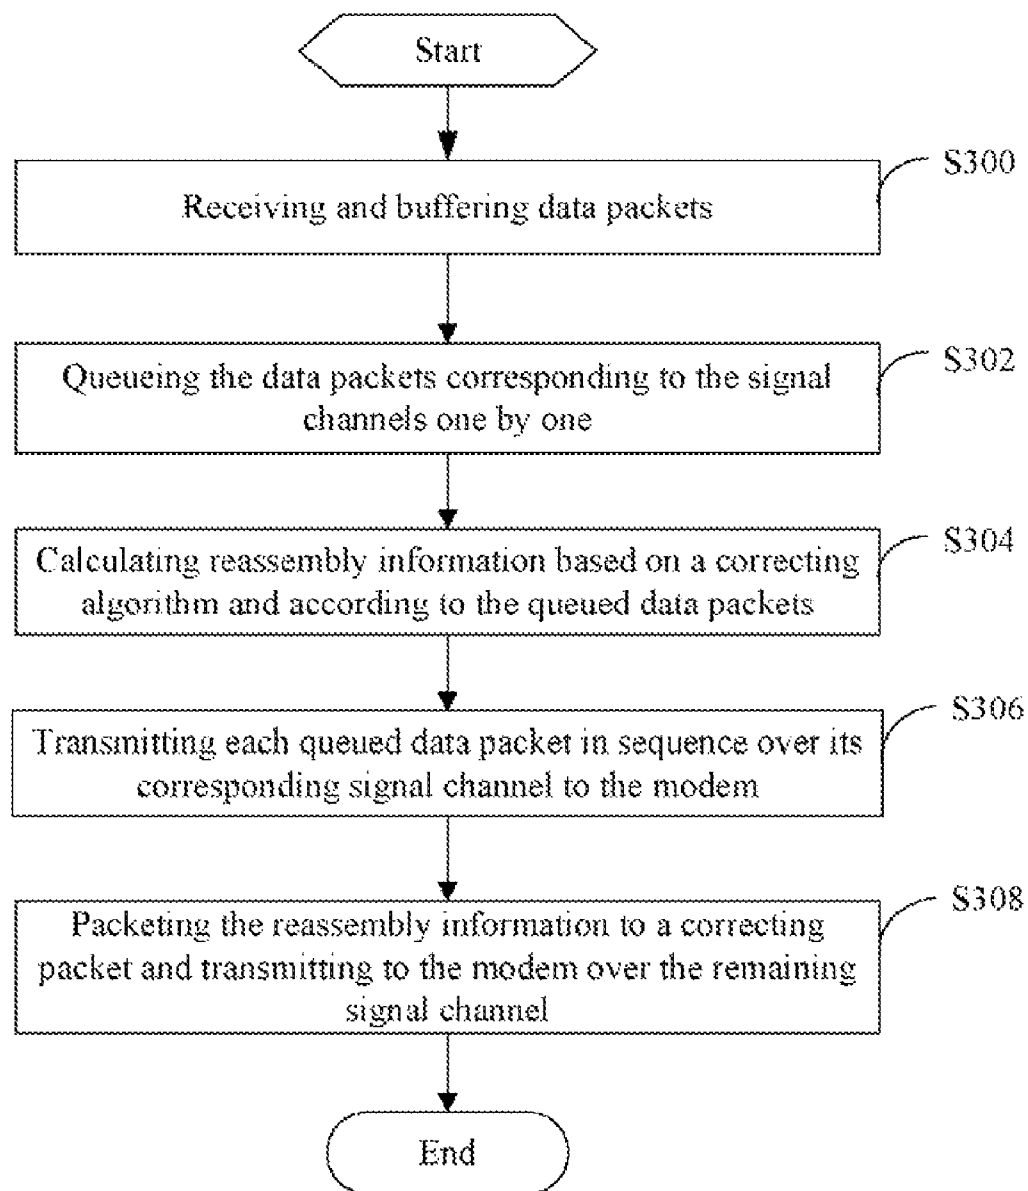 Start
S300
Receiving and buffering data packets
S302
Queueing the data packets corresponding to the signal
channels one by one
S304
Calculating reassembly information based on a correcting
algorithm and according to the queued data packets
S306
Transmitting each queued data packet in sequence over its
corresponding signal channel to the modem
S308
Packeting the reassembly information to a correcting
packet and transmitting to the modem over the remaining
signal channel
End